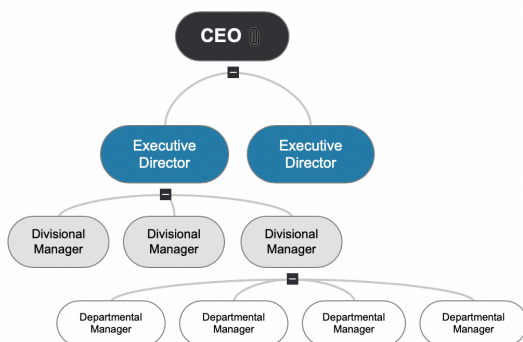 CEO
Executive
Director
Executive
Director
Divisional
Manager
Divisional
Manager
Divisional
Manager
Departmental
Manager
Departmental
Manager
Departmental
Manager
Departmental
Manager